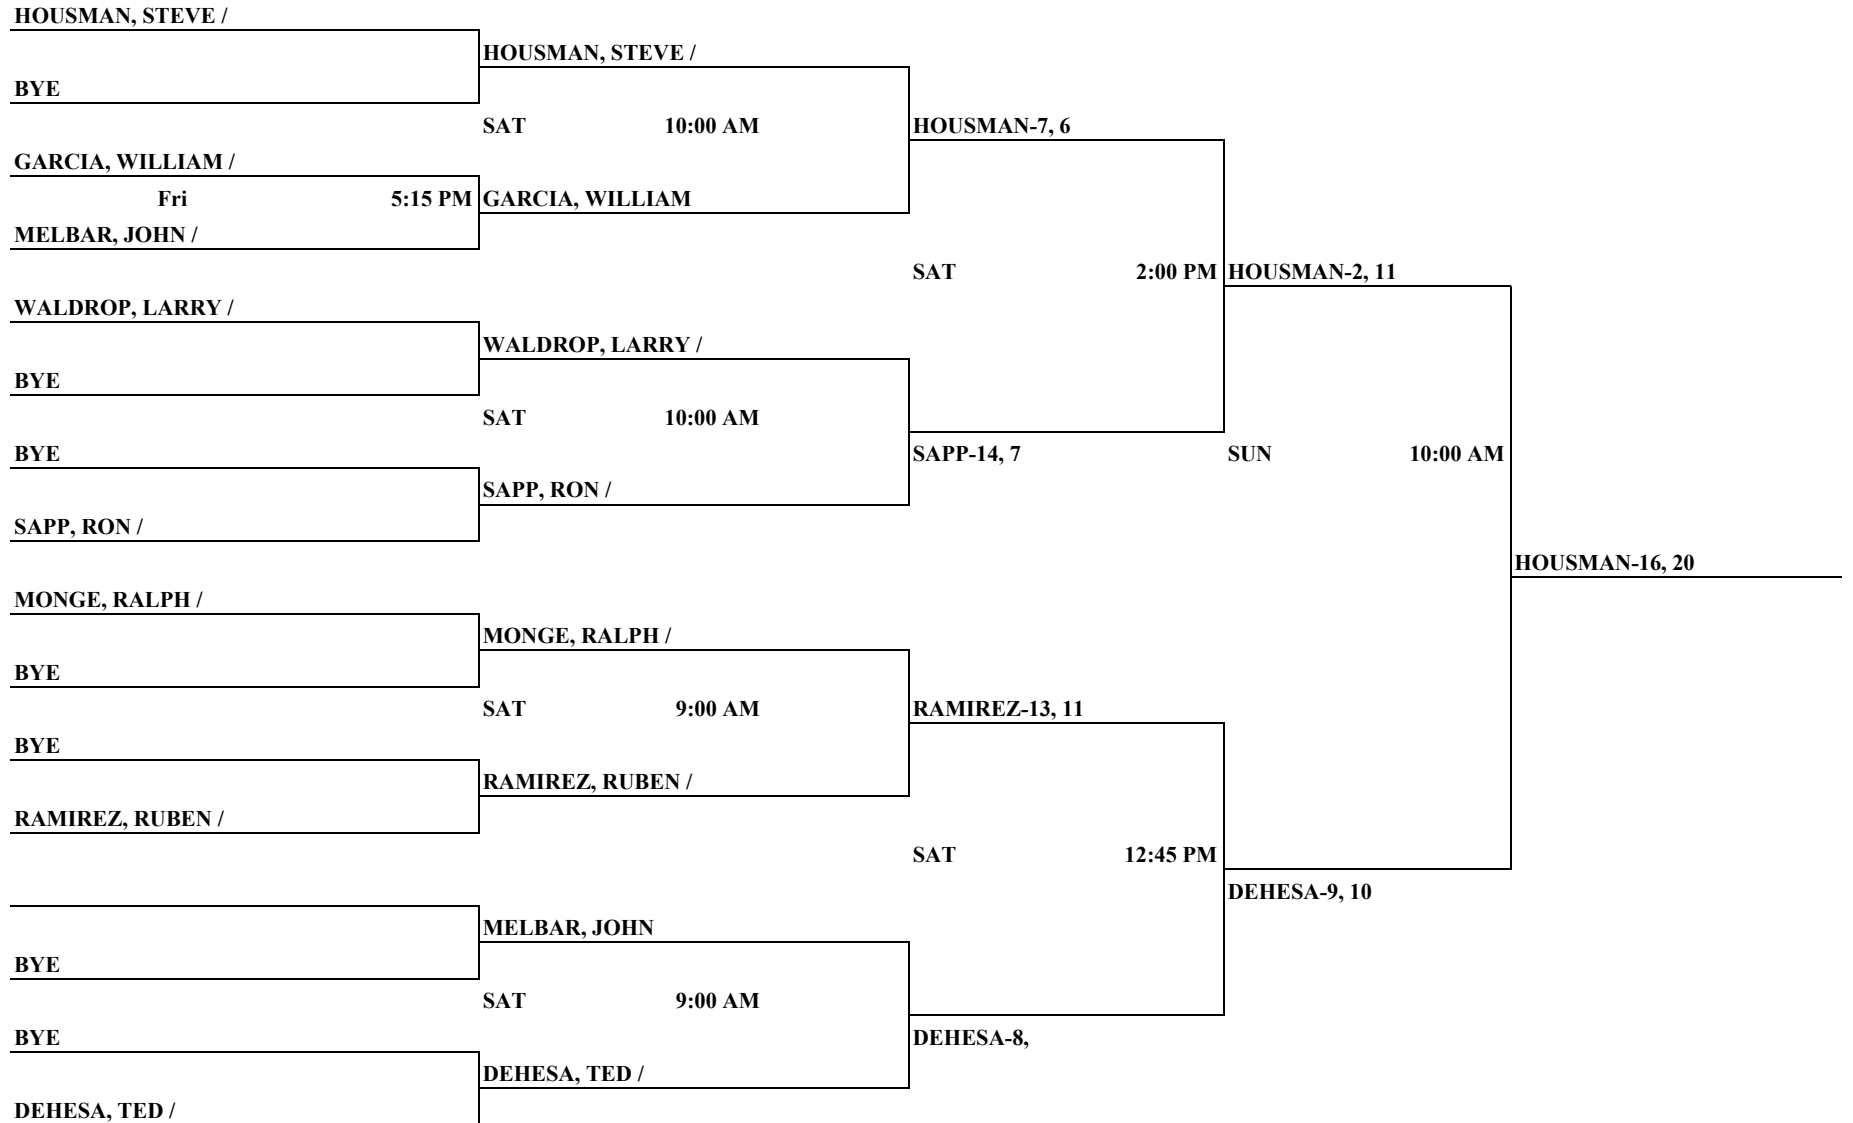 HOUSMAN, STEVE /
HOUSMAN, STEVE /
BYE
SAT 10:00 AM HOUSMAN-7, 6
GARCIA, WILLIAM /
Fri 5:15 PM GARCIA, WILLIAM
MELBAR, JOHN /
SAT 2:00 PM HOUSMAN-2, 11
WALDROP, LARRY /
WALDROP, LARRY /
BYE
SAT 10:00 AM
BYE SAPP-14, 7 SUN 10:00 AM
SAPP, RON /
SAPP, RON /
HOUSMAN-16, 20
MONGE, RALPH /
MONGE, RALPH /
BYE
SAT 9:00 AM RAMIREZ-13, 11
BYE
RAMIREZ, RUBEN /
RAMIREZ, RUBEN /
SAT 12:45 PM
DEHESA-9, 10
MELBAR, JOHN
BYE
SAT 9:00 AM
BYE DEHESA-8,
DEHESA, TED /
DEHESA, TED /